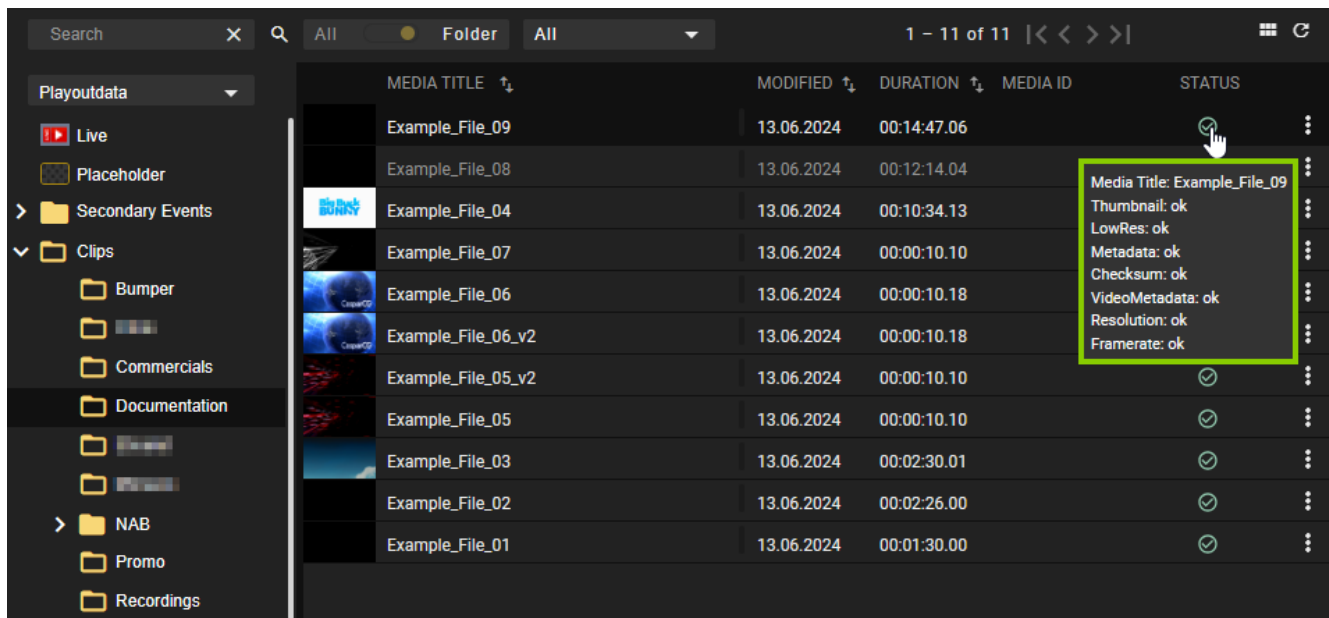 Search
All
Folder
All
1 – 11 of 11
Playoutdata
Live
Placeholder
Secondary Events
Clips
Bumper
Commercials
Documentation
NAB
Promo
Recordings
MEDIA TITLE MODIFIED DURATION MEDIA ID STATUS
Example_File_09 13.06.2024 00:14:47.06
Example_File_08 13.06.2024 00:12:14.04
Big Buck
BUNNY
Example_File_04 13.06.2024 00:10:34.13
Example_File_07 13.06.2024 00:00:10.10
CasparCG
Example_File_06 13.06.2024 00:00:10.18
CasparCG
Example_File_06_v2 13.06.2024 00:00:10.18
Example_File_05_v2 13.06.2024 00:00:10.10
Example_File_05 13.06.2024 00:00:10.10
Example_File_03 13.06.2024 00:02:30.01
Example_File_02 13.06.2024 00:02:26.00
Example_File_01 13.06.2024 00:01:30.00
Media Title: Example_File_09
Thumbnail: ok
LowRes: ok
Metadata: ok
Checksum: ok
VideoMetadata: ok
Resolution: ok
Framerate: ok